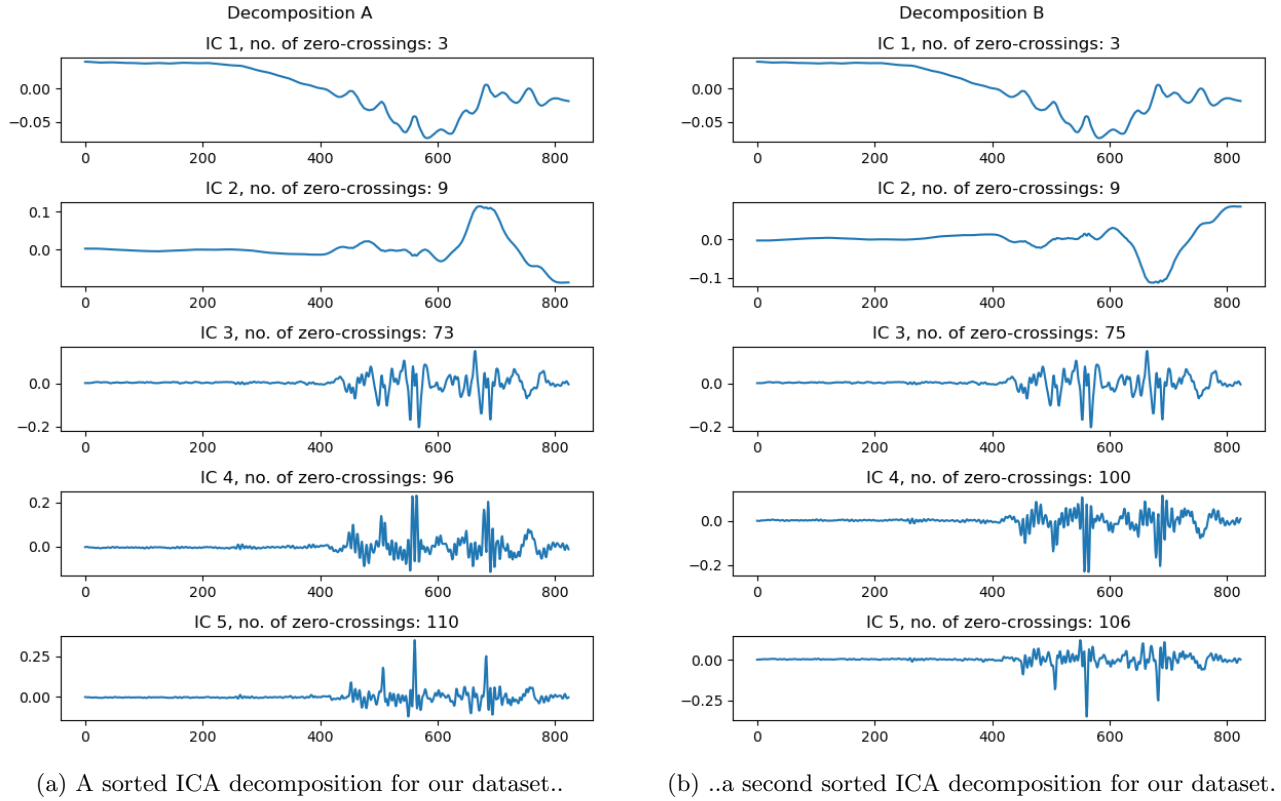 Decomposition A
IC 1, no. of zero-crossings: 3
0.00
−0.05
0 200 400 600 800
IC 2, no. of zero-crossings: 9
0.1
0.0
0 200 400 600 800
IC 3, no. of zero-crossings: 73
0.0
−0.2
0 200 400 600 800
IC 4, no. of zero-crossings: 96
0.2
0.0
0 200 400 600 800
IC 5, no. of zero-crossings: 110
0.25
0.00
0 200 400 600 800
(a) A sorted ICA decomposition for our dataset..
Decomposition B
IC 1, no. of zero-crossings: 3
0.00
−0.05
0 200 400 600 800
IC 2, no. of zero-crossings: 9
0.0
−0.1
0 200 400 600 800
IC 3, no. of zero-crossings: 75
0.0
−0.2
0 200 400 600 800
IC 4, no. of zero-crossings: 100
0.0
−0.2
0 200 400 600 800
IC 5, no. of zero-crossings: 106
0.00
−0.25
0 200 400 600 800
(b) ..a second sorted ICA decomposition for our dataset.